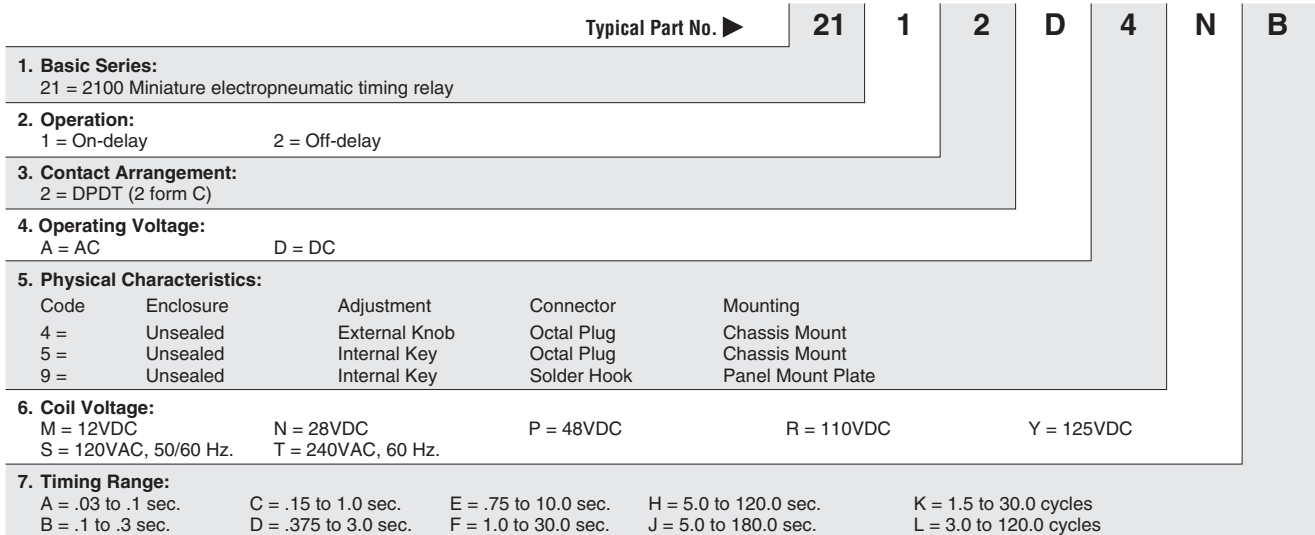 Typical Part No. ▶ 21 1 2 D 4 N B
1. Basic Series:
21 = 2100 Miniature electropneumatic timing relay
2. Operation:
1 = On-delay 2 = Off-delay
3. Contact Arrangement:
2 = DPDT (2 form C)
4. Operating Voltage:
A = AC D = DC
5. Physical Characteristics:
Code Enclosure Adjustment Connector Mounting
4 = Unsealed External Knob Octal Plug Chassis Mount
5 = Unsealed Internal Key Octal Plug Chassis Mount
9 = Unsealed Internal Key Solder Hook Panel Mount Plate
6. Coil Voltage:
M = 12VDC N = 28VDC P = 48VDC R = 110VDC Y = 125VDC
S = 120VAC, 50/60 Hz. T = 240VAC, 60 Hz.
7. Timing Range:
A = .03 to .1 sec. C = .15 to 1.0 sec. E = .75 to 10.0 sec. H = 5.0 to 120.0 sec. K = 1.5 to 30.0 cycles
B = .1 to .3 sec. D = .375 to 3.0 sec. F = 1.0 to 30.0 sec. J = 5.0 to 180.0 sec. L = 3.0 to 120.0 cycles